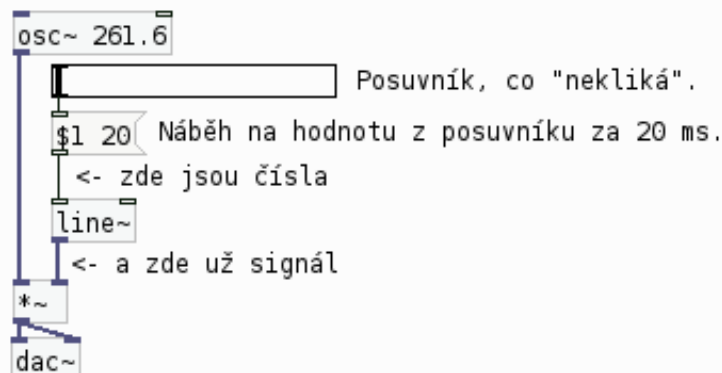 osc~ 261.6
Posuvník, co "nekliká".
$1 20 Náběh na hodnotu z posuvníku za 20 ms.
<- zde jsou čísla
line~
<- a zde už signál
*~
dac~